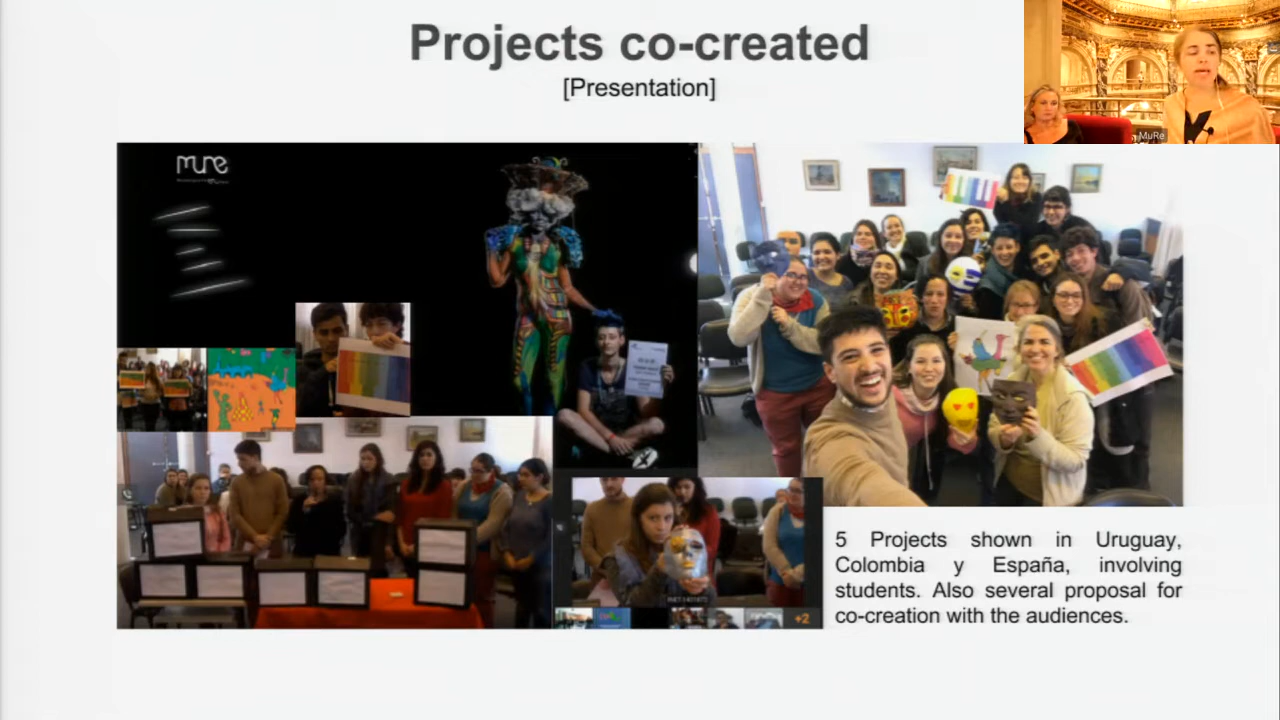 Projects co-created
[Presentation]
MuRe
mure
+2
5 Projects shown in Uruguay,
Colombia y España, involving
students. Also several proposal for
co-creation with the audiences.